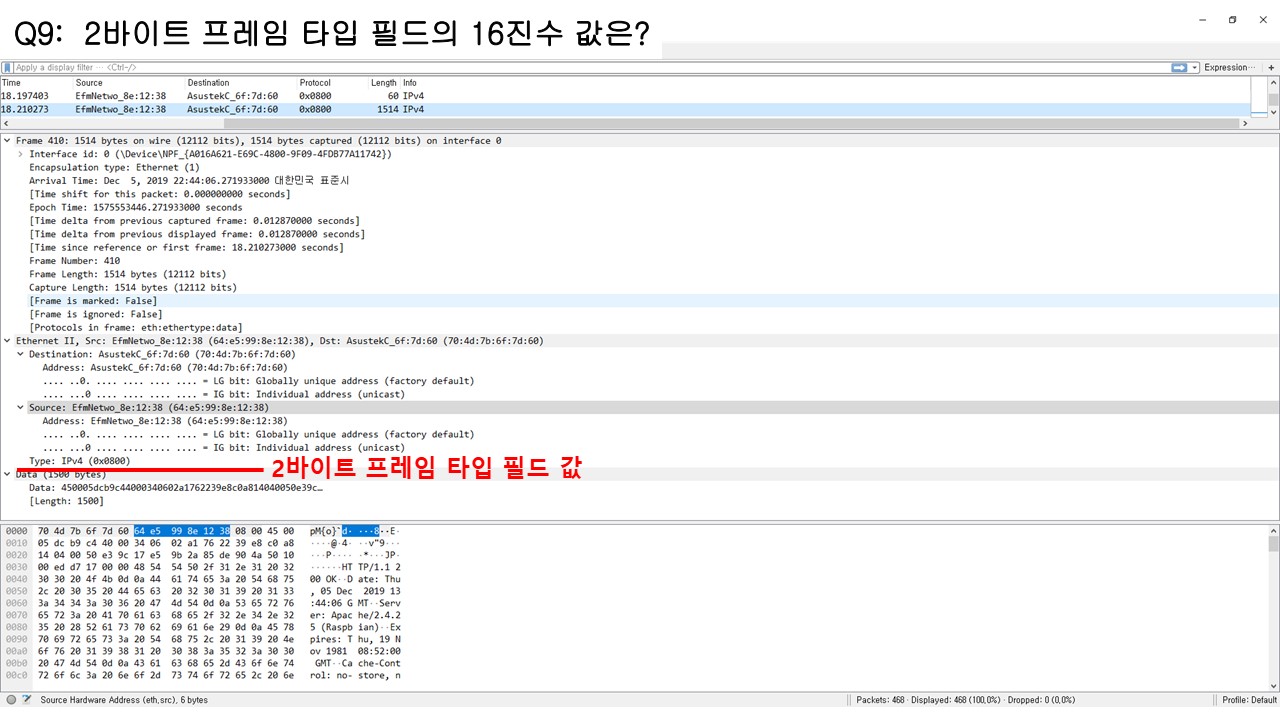 Q9: 2바이트 프레임 타입 필드의 16진수 값은?
Apply a display filter ··· <Ctrl-/>
Expression···
+
Time Source Destination Protocol Length Info
18.197403 EfmNetwo_8e:12:38 AsustekC_6f:7d:60 0x0800 60 IPv4
18.210273 EfmNetwo_8e:12:38 AsustekC_6f:7d:60 0x0800 1514 IPv4
Frame 410: 1514 bytes on wire (12112 bits), 1514 bytes captured (12112 bits) on interface 0
Interface id: 0 (\Device\NPF_{A016A621-E69C-4800-9F09-4FDB77A11742})
Encapsulation type: Ethernet (1)
Arrival Time: Dec  5, 2019 22:44:06.271933000 대한민국 표준시
[Time shift for this packet: 0.000000000 seconds]
Epoch Time: 1575553446.271933000 seconds
[Time delta from previous captured frame: 0.012870000 seconds]
[Time delta from previous displayed frame: 0.012870000 seconds]
[Time since reference or first frame: 18.210273000 seconds]
Frame Number: 410
Frame Length: 1514 bytes (12112 bits)
Capture Length: 1514 bytes (12112 bits)
[Frame is marked: False]
[Frame is ignored: False]
[Protocols in frame: eth:ethertype:data]
Ethernet II, Src: EfmNetwo_8e:12:38 (64:e5:99:8e:12:38), Dst: AsustekC_6f:7d:60 (70:4d:7b:6f:7d:60)
Destination: AsustekC_6f:7d:60 (70:4d:7b:6f:7d:60)
Address: AsustekC_6f:7d:60 (70:4d:7b:6f:7d:60)
.... ..0. .... .... .... .... = LG bit: Globally unique address (factory default)
.... ...0 .... .... .... .... = IG bit: Individual address (unicast)
Source: EfmNetwo_8e:12:38 (64:e5:99:8e:12:38)
Address: EfmNetwo_8e:12:38 (64:e5:99:8e:12:38)
.... ..0. .... .... .... .... = LG bit: Globally unique address (factory default)
.... ...0 .... .... .... .... = IG bit: Individual address (unicast)
Type: IPv4 (0x0800)
2바이트 프레임 타입 필드 값
Data (1500 bytes)
Data: 450005dcb9c44000340602a1762239e8c0a814040050e39c…
[Length: 1500]
0000 70 4d 7b 6f 7d 60 64 e5 99 8e 12 38 08 00 45 00 pM{o}`d· ···8··E·
0010 05 dc b9 c4 40 00 34 06 02 a1 76 22 39 e8 c0 a8 ····@·4· ··v"9···
0020 14 04 00 50 e3 9c 17 e5 9b 2a 85 de 90 4a 50 10 ···P···· ·*···JP·
0030 00 ed d7 17 00 00 48 54 54 50 2f 31 2e 31 20 32 ······HT TP/1.1 2
0040 30 30 20 4f 4b 0d 0a 44 61 74 65 3a 20 54 68 75 00 OK··D ate: Thu
0050 2c 20 30 35 20 44 65 63 20 32 30 31 39 20 31 33 , 05 Dec 2019 13
0060 3a 34 34 3a 30 36 20 47 4d 54 0d 0a 53 65 72 76 :44:06 G MT··Serv
0070 65 72 3a 20 41 70 61 63 68 65 2f 32 2e 34 2e 32 er: Apac he/2.4.2
0080 35 20 28 52 61 73 70 62 69 61 6e 29 0d 0a 45 78 5 (Raspb ian)··Ex
0090 70 69 72 65 73 3a 20 54 68 75 2c 20 31 39 20 4e pires: T hu, 19 N
00a0 6f 76 20 31 39 38 31 20 30 38 3a 35 32 3a 30 30 ov 1981 08:52:00
00b0 20 47 4d 54 0d 0a 43 61 63 68 65 2d 43 6f 6e 74 GMT··Ca che-Cont
00c0 72 6f 6c 3a 20 6e 6f 2d 73 74 6f 72 65 2c 20 6e rol: no- store, n
Source Hardware Address (eth,src), 6 bytes
Packets: 468 · Displayed: 468 (100,0%) · Dropped: 0 (0,0%)
Profile: Default